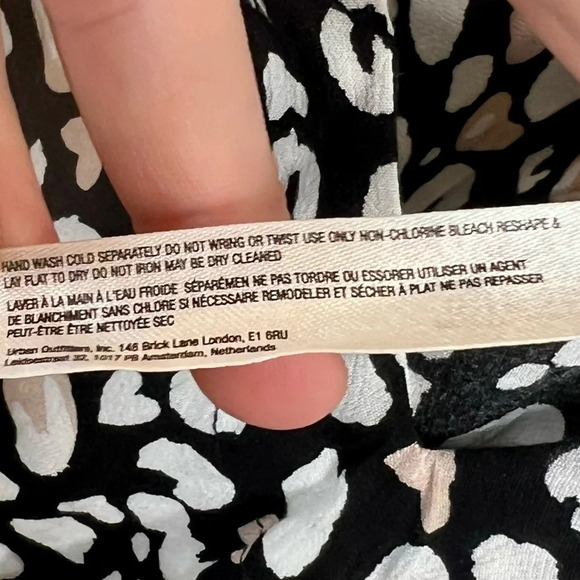 HAND WASH COLD SEPARATELY DO NOT WRING OR TWIST USE ONLY NON-CHLORINE BLEACH RESHAPE &
LAY FLAT TO DRY DO NOT IRON MAY BE DRY CLEANED
LAVER À LA MAIN À L'EAU FROIDE SÉPARÉMEN NE PAS TORDRE OU ESSORER UTILISER UN AGENT
DE BLANCHIMENT SANS CHLORE SI NÉCESSAIRE REMODELER ET SÉCHER À PLAT NE PAS REPASSER
PEUT-ÊTRE ÊTRE NETTOYÉE SEC
Urban Outfitters, Inc. 146 Brick Lane London, E1 6RU
Leidsestraat 32, 1017 PB Amsterdam, Netherlands